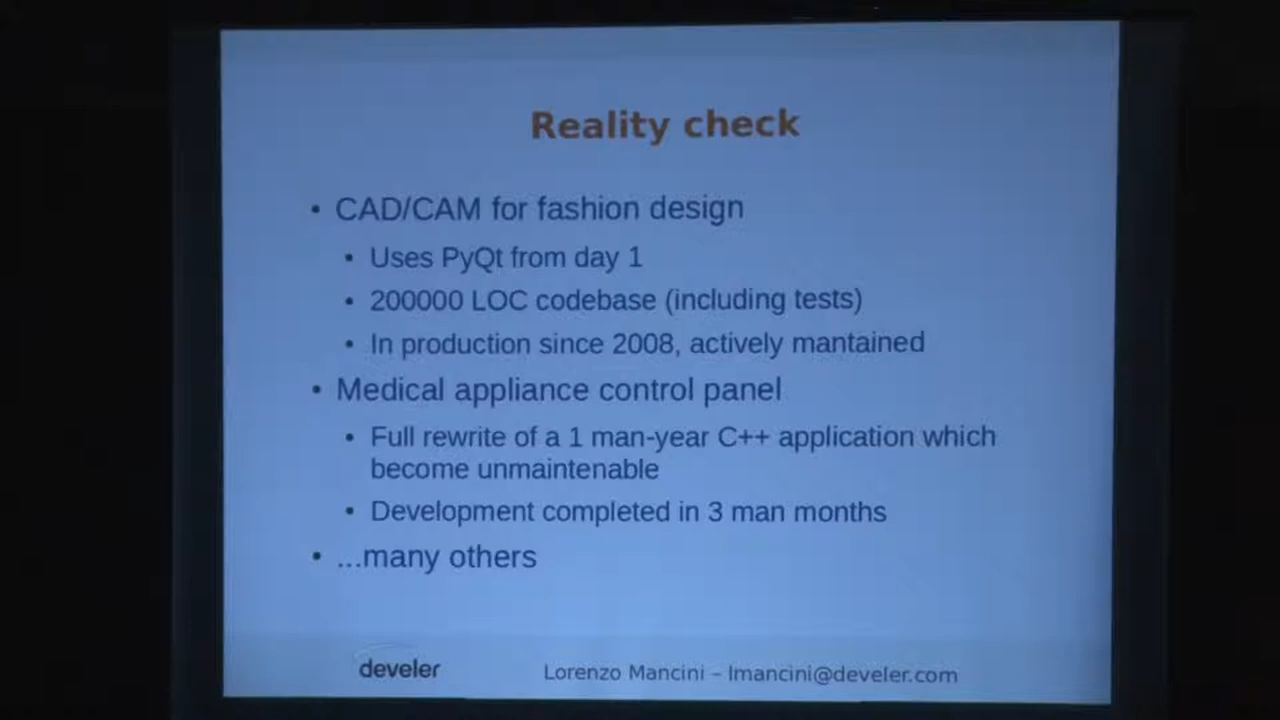 Reality check
• CAD/CAM for fashion design
• Uses PyQt from day 1
• 200000 LOC codebase (including tests)
• In production since 2008, actively mantained
• Medical appliance control panel
• Full rewrite of a 1 man-year C++ application which
become unmaintenable
• Development completed in 3 man months
• ...many others
develer
Lorenzo Mancini – lmancini@develer.com